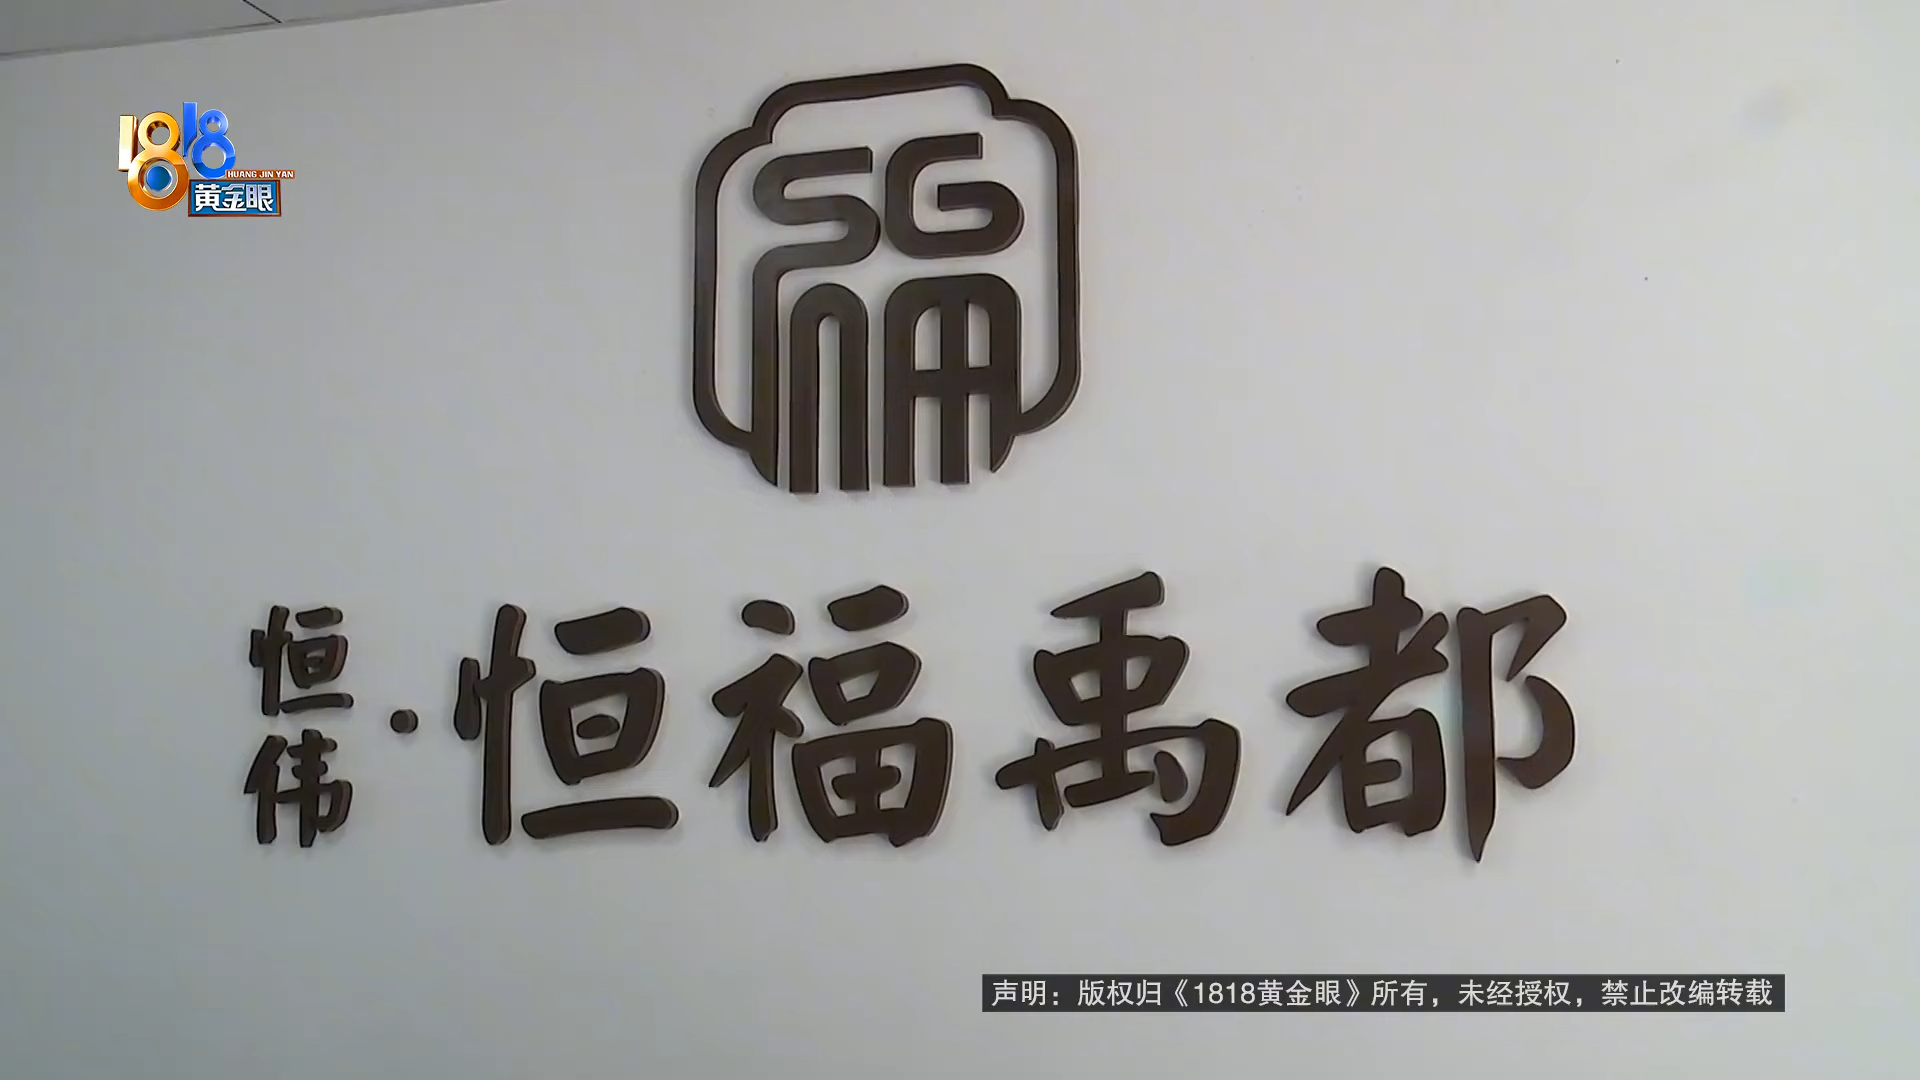 1818
HUANG JIN YAN
黄金眼
恒伟·恒福禹都
声明：版权归《1818黄金眼》所有，未经授权，禁止改编转载